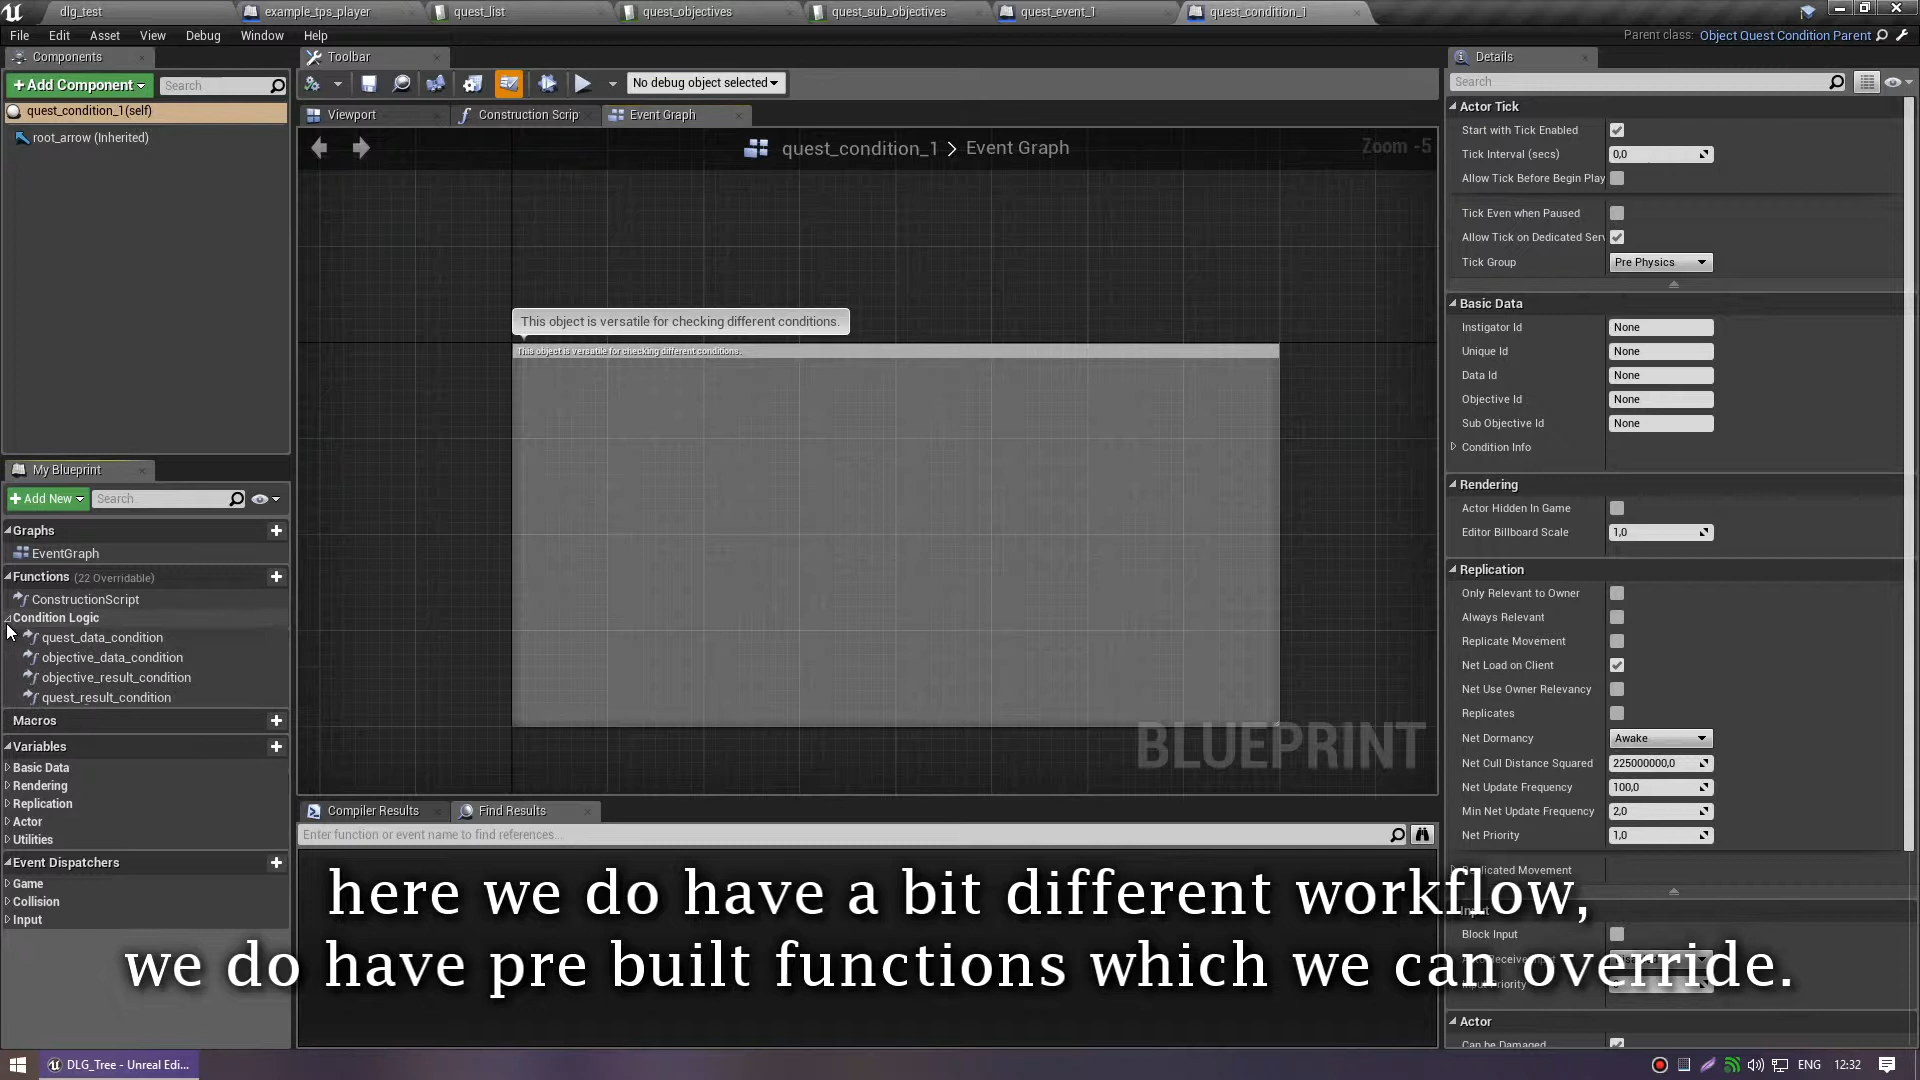 dlg_test
example_tps_player
quest_list
quest_objectives
quest_sub_objectives
quest_event_1
quest_condition_1
File Edit Asset View Debug Window Help
Parent class: Object Quest Condition Parent
Components
+Add Component
Search
quest_condition_1(self)
root_arrow (Inherited)
Toolbar
No debug object selected
Viewport
Construction Scrip
Event Graph
quest_condition_1 > Event Graph
Zoom -5
This object is versatile for checking different conditions.
This object is versatile for checking different conditions.
BLUEPRINT
My Blueprint
+Add New
Search
Graphs
EventGraph
Functions (22 Overridable)
ConstructionScript
Condition Logic
quest_data_condition
objective_data_condition
objective_result_condition
quest_result_condition
Macros
Variables
Basic Data
Rendering
Replication
Actor
Utilities
Event Dispatchers
Game
Collision
Input
Compiler Results
Find Results
Enter function or event name to find references...
Details
Search
Actor Tick
Start with Tick Enabled
Tick Interval (secs) 0,0
Allow Tick Before Begin Play
Tick Even when Paused
Allow Tick on Dedicated Serv
Tick Group Pre Physics
Basic Data
Instigator Id None
Unique Id None
Data Id None
Objective Id None
Sub Objective Id None
Condition Info
Rendering
Actor Hidden In Game
Editor Billboard Scale 1,0
Replication
Only Relevant to Owner
Always Relevant
Replicate Movement
Net Load on Client
Net Use Owner Relevancy
Replicates
Net Dormancy Awake
Net Cull Distance Squared 225000000,0
Net Update Frequency 100,0
Min Net Update Frequency 2,0
Net Priority 1,0
Replicated Movement
Input
Block Input
Input Priority
Actor
Can be Damaged
here we do have a bit different workflow,
we do have pre built functions which we can override.
DLG_Tree - Unreal Edi...
ENG 12:32